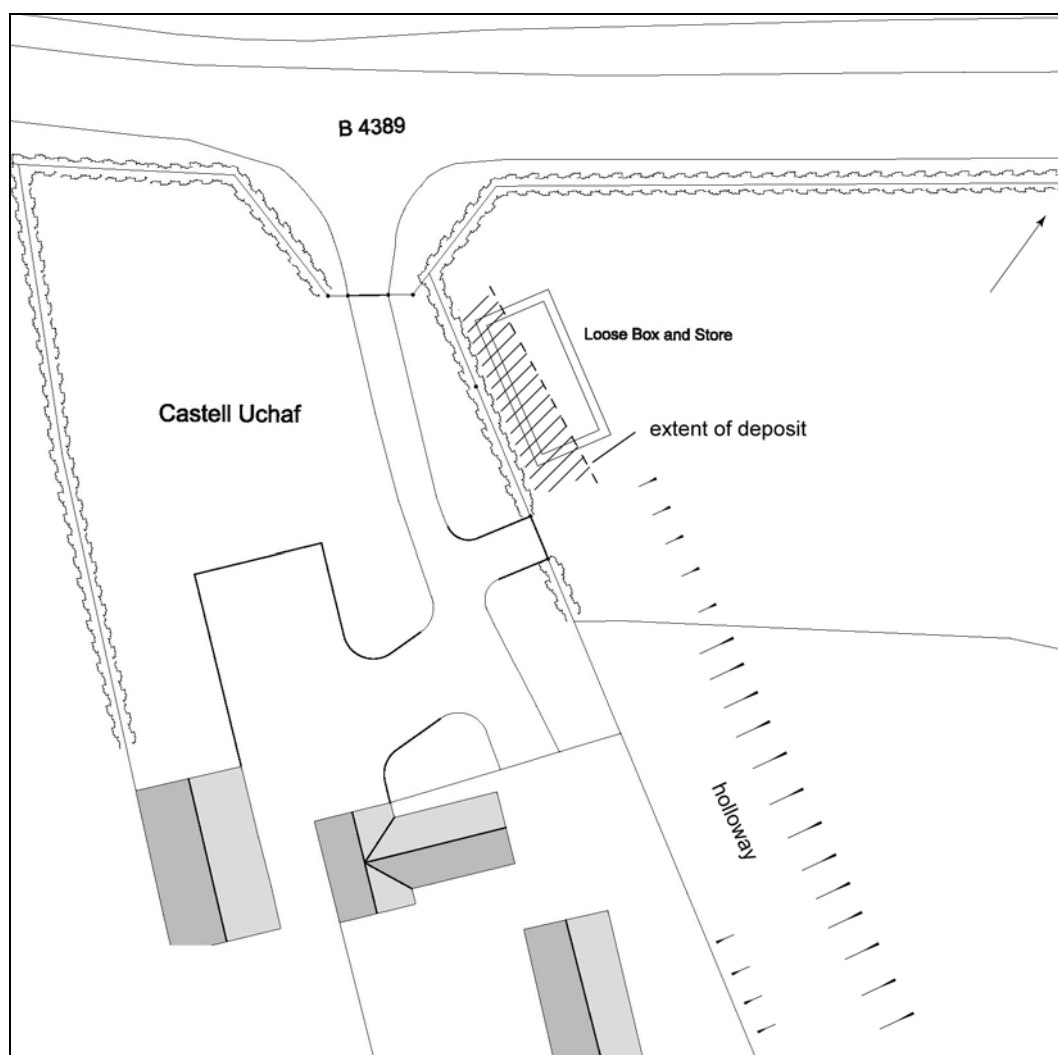 B 4389
Loose Box and Store
Castell Uchaf
extent of deposit
holloway